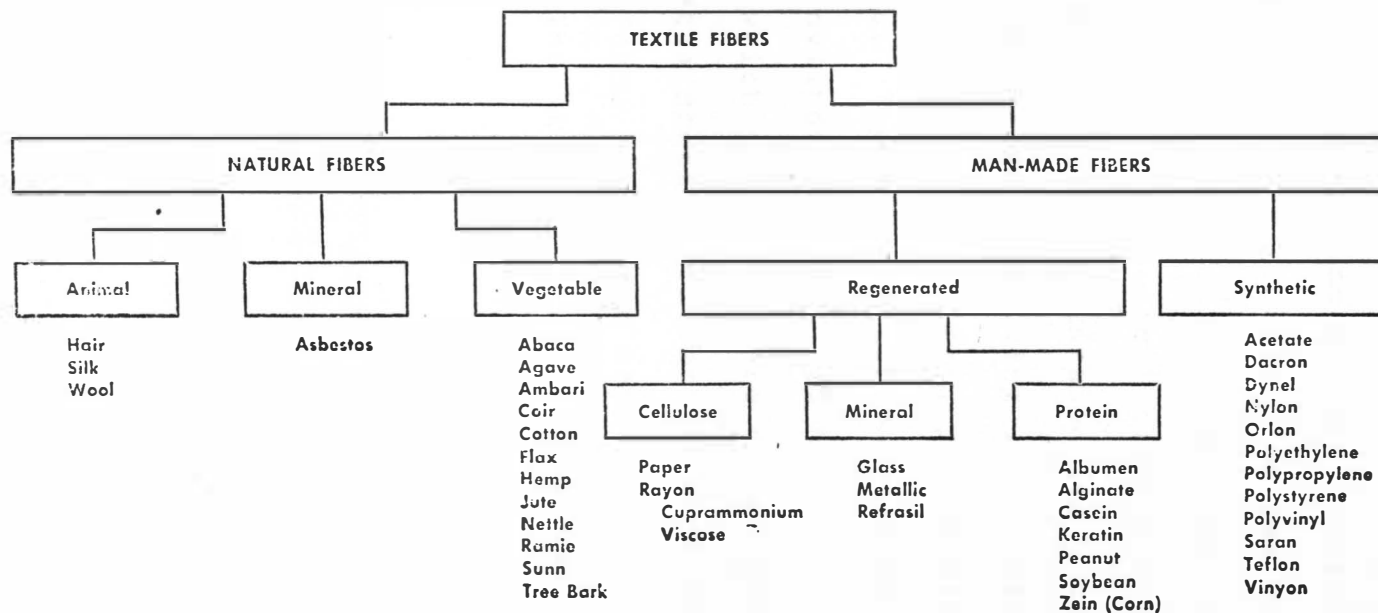 TEXTILE FIBERS
NATURAL FIBERS
MAN-MADE FIBERS
Animal
Mineral
Vegetable
Regenerated
Synthetic
Hair
Silk
Wool
Asbestos
Abaca
Agave
Ambari
Coir
Cotton
Flax
Hemp
Jute
Nettle
Ramie
Sunn
Tree Bark
Cellulose
Mineral
Protein
Paper
Rayon
Cuprammonium
Viscose
Glass
Metallic
Refrasil
Albumen
Alginate
Casein
Keratin
Peanut
Soybean
Zein (Corn)
Acetate
Dacron
Dynel
Nylon
Orlon
Polyethylene
Polypropylene
Polystyrene
Polyvinyl
Saran
Teflon
Vinyon